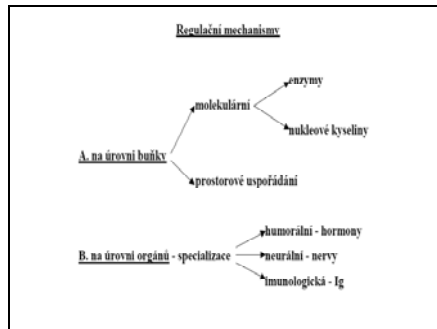 Regulační mechanismy
enzymy
molekulární
nukleové kyseliny
A. na úrovni buňky
prostorové uspořádání
humorální - hormony
B. na úrovni orgánů - specializace
neurální - nervy
imunologická - Ig